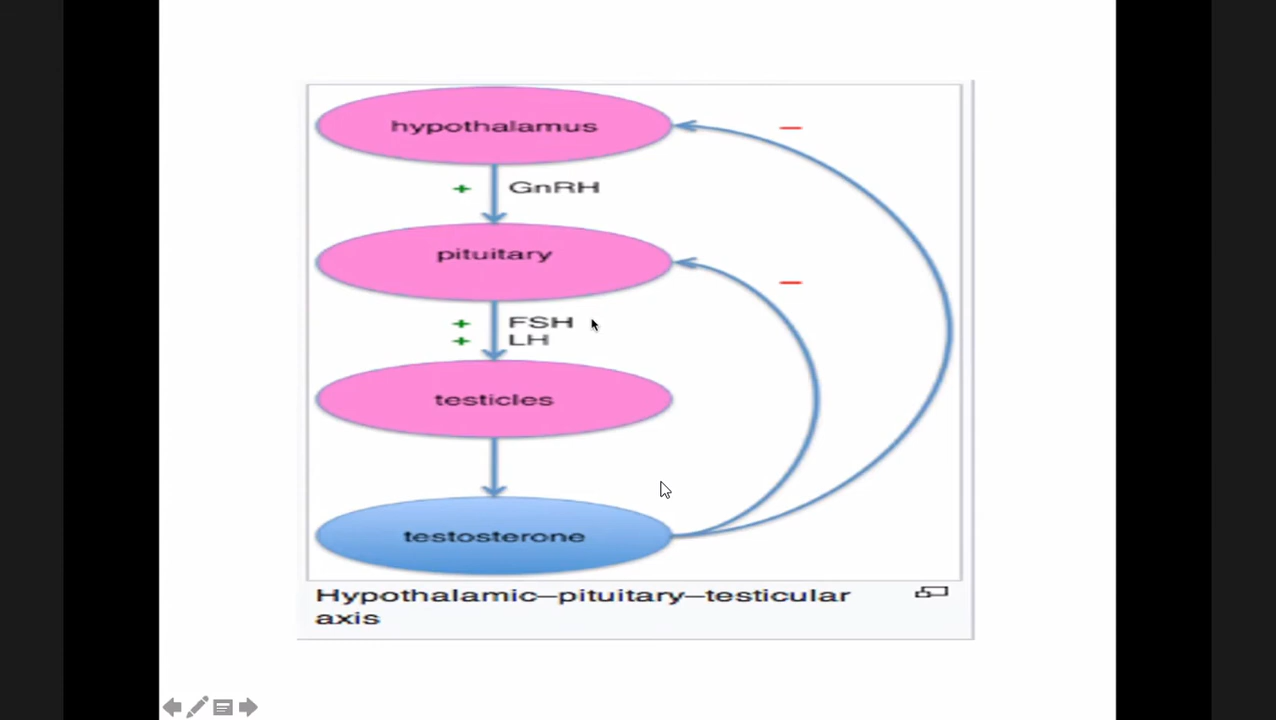 hypothalamus
–
+ GnRH
pituitary
–
+ FSH
+ LH
testicles
testosterone
Hypothalamic–pituitary–testicular
axis